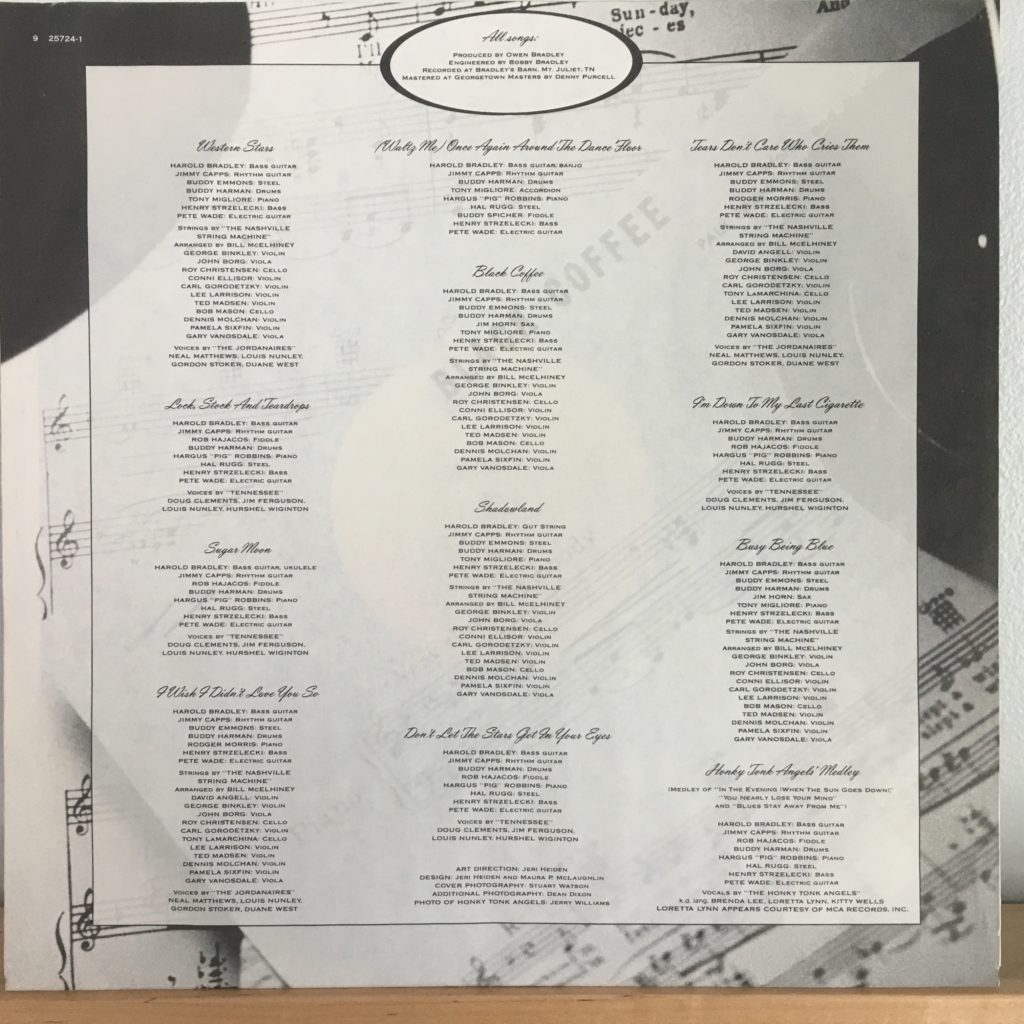 9 25724-1
I'll
Sun-day,
iec - es
And
All songs:
PRODUCED BY OWEN BRADLEY
ENGINEERED BY BOBBY BRADLEY
RECORDED AT BRADLEY'S BARN, MT. JULIET, TN
MASTERED AT GEORGETOWN MASTERS BY DENNY PURCELL
Western Stars
HAROLD BRADLEY: BASS GUITAR
JIMMY CAPPS: RHYTHM GUITAR
BUDDY EMMONS: STEEL
BUDDY HARMAN: DRUMS
TONY MIGLIORE: PIANO
HENRY STRZELECKI: BASS
PETE WADE: ELECTRIC GUITAR
STRINGS BY "THE NASHVILLE
STRING MACHINE"
ARRANGED BY BILL McELHINEY
GEORGE BINKLEY: VIOLIN
JOHN BORG: VIOLA
ROY CHRISTENSEN: CELLO
CONNI ELLISOR: VIOLIN
CARL GORODETZKY: VIOLIN
LEE LARRISON: VIOLIN
TED MADSEN: VIOLIN
BOB MASON: CELLO
DENNIS MOLCHAN: VIOLIN
PAMELA SIXFIN: VIOLIN
GARY VANOSDALE: VIOLA
VOICES BY "THE JORDANAIRES"
NEAL MATTHEWS, LOUIS NUNLEY,
GORDON STOKER, DUANE WEST
Lock, Stock And Teardrops
HAROLD BRADLEY: BASS GUITAR
JIMMY CAPPS: RHYTHM GUITAR
ROB HAJACOS: FIDDLE
BUDDY HARMAN: DRUMS
HARGUS "PIG" ROBBINS: PIANO
HAL RUGG: STEEL
HENRY STRZELECKI: BASS
PETE WADE: ELECTRIC GUITAR
VOICES BY "TENNESSEE"
DOUG CLEMENTS, JIM FERGUSON,
LOUIS NUNLEY, HURSHEL WIGINTON
Sugar Moon
HAROLD BRADLEY: BASS GUITAR, UKULELE
JIMMY CAPPS: RHYTHM GUITAR
ROB HAJACOS: FIDDLE
BUDDY HARMAN: DRUMS
HARGUS "PIG" ROBBINS: PIANO
HAL RUGG: STEEL
HENRY STRZELECKI: BASS
PETE WADE: ELECTRIC GUITAR
VOICES BY "TENNESSEE"
DOUG CLEMENTS, JIM FERGUSON,
LOUIS NUNLEY, HURSHEL WIGINTON
I Wish I Didn't Love You So
HAROLD BRADLEY: BASS GUITAR
JIMMY CAPPS: RHYTHM GUITAR
BUDDY EMMONS: STEEL
BUDDY HARMAN: DRUMS
RODGER MORRIS: PIANO
HENRY STRZELECKI: BASS
PETE WADE: ELECTRIC GUITAR
STRINGS BY "THE NASHVILLE
STRING MACHINE"
ARRANGED BY BILL McELHINEY
DAVID ANGELL: VIOLIN
GEORGE BINKLEY: VIOLIN
JOHN BORG: VIOLA
ROY CHRISTENSEN: CELLO
CARL GORODETZKY: VIOLIN
TONY LAMARCHINA: CELLO
LEE LARRISON: VIOLIN
TED MADSEN: VIOLIN
DENNIS MOLCHAN: VIOLIN
PAMELA SIXFIN: VIOLIN
GARY VANOSDALE: VIOLA
VOICES BY "THE JORDANAIRES"
NEAL MATTHEWS, LOUIS NUNLEY,
GORDON STOKER, DUANE WEST
(Waltz Me) Once Again Around The Dance Floor
HAROLD BRADLEY: BASS GUITAR, BANJO
JIMMY CAPPS: RHYTHM GUITAR
BUDDY HARMAN: DRUMS
TONY MIGLIORE: ACCORDION
HARGUS "PIG" ROBBINS: PIANO
HAL RUGG: STEEL
BUDDY SPICHER: FIDDLE
HENRY STRZELECKI: BASS
PETE WADE: ELECTRIC GUITAR
COFFEE
Black Coffee
HAROLD BRADLEY: BASS GUITAR
JIMMY CAPPS: RHYTHM GUITAR
BUDDY EMMONS: STEEL
BUDDY HARMAN: DRUMS
JIM HORN: SAX
TONY MIGLIORE: PIANO
HENRY STRZELECKI: BASS
PETE WADE: ELECTRIC GUITAR
STRINGS BY "THE NASHVILLE
STRING MACHINE"
ARRANGED BY BILL McELHINEY
GEORGE BINKLEY: VIOLIN
JOHN BORG: VIOLA
ROY CHRISTENSEN: CELLO
CONNI ELLISOR: VIOLIN
CARL GORODETZKY: VIOLIN
LEE LARRISON: VIOLIN
TED MADSEN: VIOLIN
BOB MASON: CELLO
DENNIS MOLCHAN: VIOLIN
PAMELA SIXFIN: VIOLIN
GARY VANOSDALE: VIOLA
Shadowland
HAROLD BRADLEY: GUT STRING
JIMMY CAPPS: RHYTHM GUITAR
BUDDY EMMONS: STEEL
BUDDY HARMAN: DRUMS
TONY MIGLIORE: PIANO
HENRY STRZELECKI: BASS
PETE WADE: ELECTRIC GUITAR
STRINGS BY "THE NASHVILLE
STRING MACHINE"
ARRANGED BY BILL McELHINEY
GEORGE BINKLEY: VIOLIN
JOHN BORG: VIOLA
ROY CHRISTENSEN: CELLO
CONNI ELLISOR: VIOLIN
CARL GORODETZKY: VIOLIN
LEE LARRISON: VIOLIN
TED MADSEN: VIOLIN
BOB MASON: CELLO
DENNIS MOLCHAN: VIOLIN
PAMELA SIXFIN: VIOLIN
GARY VANOSDALE: VIOLA
Don't Let The Stars Get In Your Eyes
HAROLD BRADLEY: BASS GUITAR
JIMMY CAPPS: RHYTHM GUITAR
BUDDY HARMAN: DRUMS
ROB HAJACOS: FIDDLE
HARGUS "PIG" ROBBINS: PIANO
HAL RUGG: STEEL
HENRY STRZELECKI: BASS
PETE WADE: ELECTRIC GUITAR
VOICES BY "TENNESSEE"
DOUG CLEMENTS, JIM FERGUSON,
LOUIS NUNLEY, HURSHEL WIGINTON
ART DIRECTION: JERI HEIDEN
DESIGN: JERI HEIDEN AND MAURA P. McLAUGHLIN
COVER PHOTOGRAPHY: STUART WATSON
ADDITIONAL PHOTOGRAPHY: DEAN DIXON
PHOTO OF HONKY TONK ANGELS: JERRY WILLIAMS
Tears Don't Care Who Cries Them
HAROLD BRADLEY: BASS GUITAR
JIMMY CAPPS: RHYTHM GUITAR
BUDDY EMMONS: STEEL
BUDDY HARMAN: DRUMS
RODGER MORRIS: PIANO
HENRY STRZELECKI: BASS
PETE WADE: ELECTRIC GUITAR
STRINGS BY "THE NASHVILLE
STRING MACHINE"
ARRANGED BY BILL McELHINEY
DAVID ANGELL: VIOLIN
GEORGE BINKLEY: VIOLIN
JOHN BORG: VIOLA
ROY CHRISTENSEN: CELLO
CARL GORODETZKY: VIOLIN
TONY LAMARCHINA: CELLO
LEE LARRISON: VIOLIN
TED MADSEN: VIOLIN
DENNIS MOLCHAN: VIOLIN
PAMELA SIXFIN: VIOLIN
GARY VANOSDALE: VIOLA
VOICES BY "THE JORDANAIRES"
NEAL MATTHEWS, LOUIS NUNLEY,
GORDON STOKER, DUANE WEST
I'm Down To My Last Cigarette
HAROLD BRADLEY: BASS GUITAR
JIMMY CAPPS: RHYTHM GUITAR
BUDDY HARMAN: DRUMS
ROB HAJACOS: FIDDLE
HARGUS "PIG" ROBBINS: PIANO
HAL RUGG: STEEL
HENRY STRZELECKI: BASS
PETE WADE: ELECTRIC GUITAR
VOICES BY "TENNESSEE"
DOUG CLEMENTS, JIM FERGUSON,
LOUIS NUNLEY, HURSHEL WIGINTON
Busy Being Blue
HAROLD BRADLEY: BASS GUITAR
JIMMY CAPPS: RHYTHM GUITAR
BUDDY EMMONS: STEEL
BUDDY HARMAN: DRUMS
JIM HORN: SAX
TONY MIGLIORE: PIANO
HENRY STRZELECKI: BASS
PETE WADE: ELECTRIC GUITAR
STRINGS BY "THE NASHVILLE
STRING MACHINE"
ARRANGED BY BILL McELHINEY
GEORGE BINKLEY: VIOLIN
JOHN BORG: VIOLA
ROY CHRISTENSEN: CELLO
CONNI ELLISOR: VIOLIN
CARL GORODETZKY: VIOLIN
LEE LARRISON: VIOLIN
BOB MASON: CELLO
TED MADSEN: VIOLIN
DENNIS MOLCHAN: VIOLIN
PAMELA SIXFIN: VIOLIN
GARY VANOSDALE: VIOLA
Honky Tonk Angels' Medley
(MEDLEY OF "IN THE EVENING (WHEN THE SUN GOES DOWN),"
"YOU NEARLY LOSE YOUR MIND"
AND "BLUES STAY AWAY FROM ME")
HAROLD BRADLEY: BASS GUITAR
JIMMY CAPPS: RHYTHM GUITAR
ROB HAJACOS: FIDDLE
BUDDY HARMAN: DRUMS
HARGUS "PIG" ROBBINS: PIANO
HAL RUGG: STEEL
HENRY STRZELECKI: BASS
PETE WADE: ELECTRIC GUITAR
VOCALS BY "THE HONKY TONK ANGELS"
k.d. lang, BRENDA LEE, LORETTA LYNN, KITTY WELLS
LORETTA LYNN APPEARS COURTESY OF MCA RECORDS, INC.